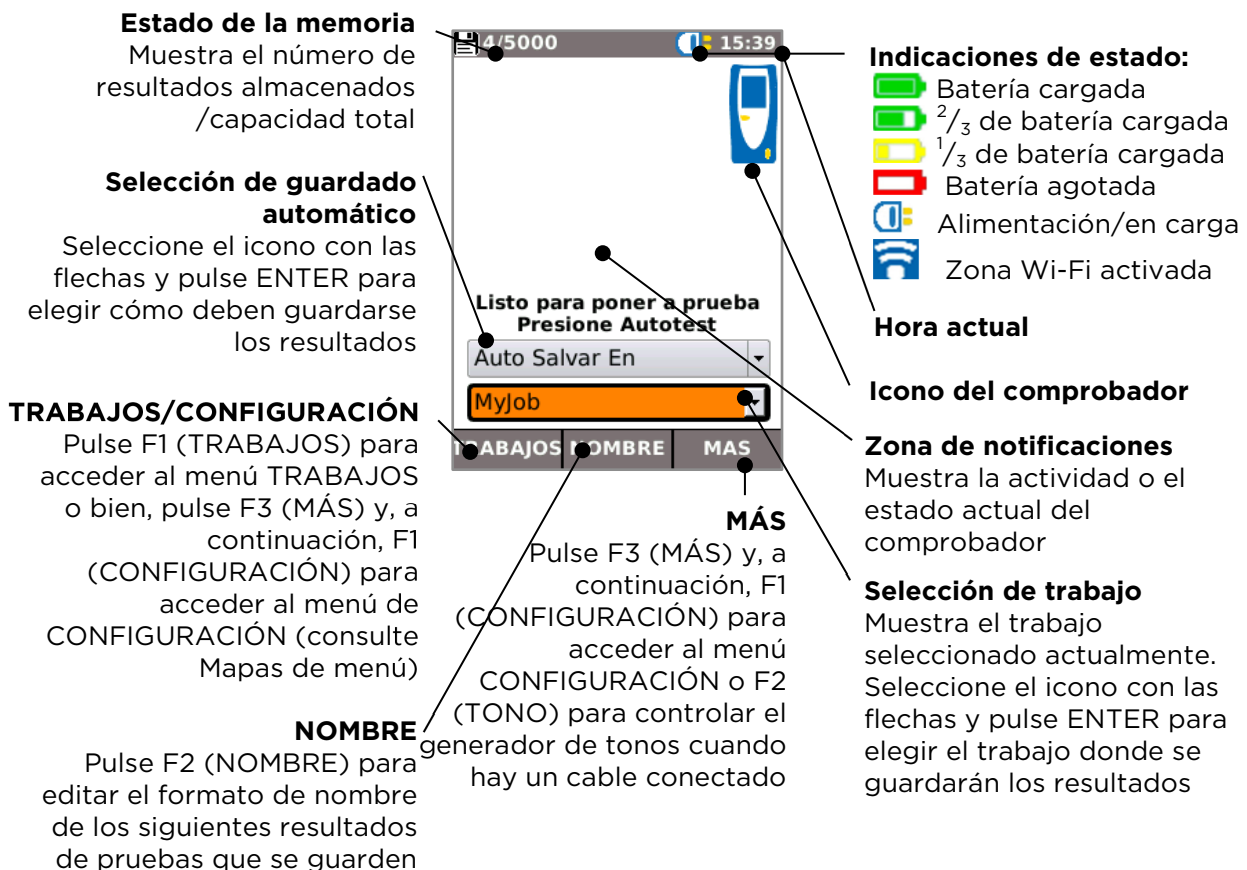 Estado de la memoria
Muestra el número de
resultados almacenados
/capacidad total
Selección de guardado
automático
Seleccione el icono con las
flechas y pulse ENTER para
elegir cómo deben guardarse
los resultados
TRABAJOS/CONFIGURACIÓN
Pulse F1 (TRABAJOS) para
acceder al menú TRABAJOS
o bien, pulse F3 (MÁS) y, a
continuación, F1
(CONFIGURACIÓN) para
acceder al menú de
CONFIGURACIÓN (consulte
Mapas de menú)
NOMBRE
Pulse F2 (NOMBRE) para
editar el formato de nombre
de los siguientes resultados
de pruebas que se guarden
4/5000 15:39
Listo para poner a prueba
Presione Autotest
Auto Salvar En
MyJob
TRABAJOS NOMBRE MAS
MÁS
Pulse F3 (MÁS) y, a
continuación, F1
(CONFIGURACIÓN) para
acceder al menú
CONFIGURACIÓN o F2
(TONO) para controlar el
generador de tonos cuando
hay un cable conectado
Indicaciones de estado:
Batería cargada
2/3 de batería cargada
1/3 de batería cargada
Batería agotada
Alimentación/en carga
Zona Wi-Fi activada
Hora actual
Icono del comprobador
Zona de notificaciones
Muestra la actividad o el
estado actual del
comprobador
Selección de trabajo
Muestra el trabajo
seleccionado actualmente.
Seleccione el icono con las
flechas y pulse ENTER para
elegir el trabajo donde se
guardarán los resultados